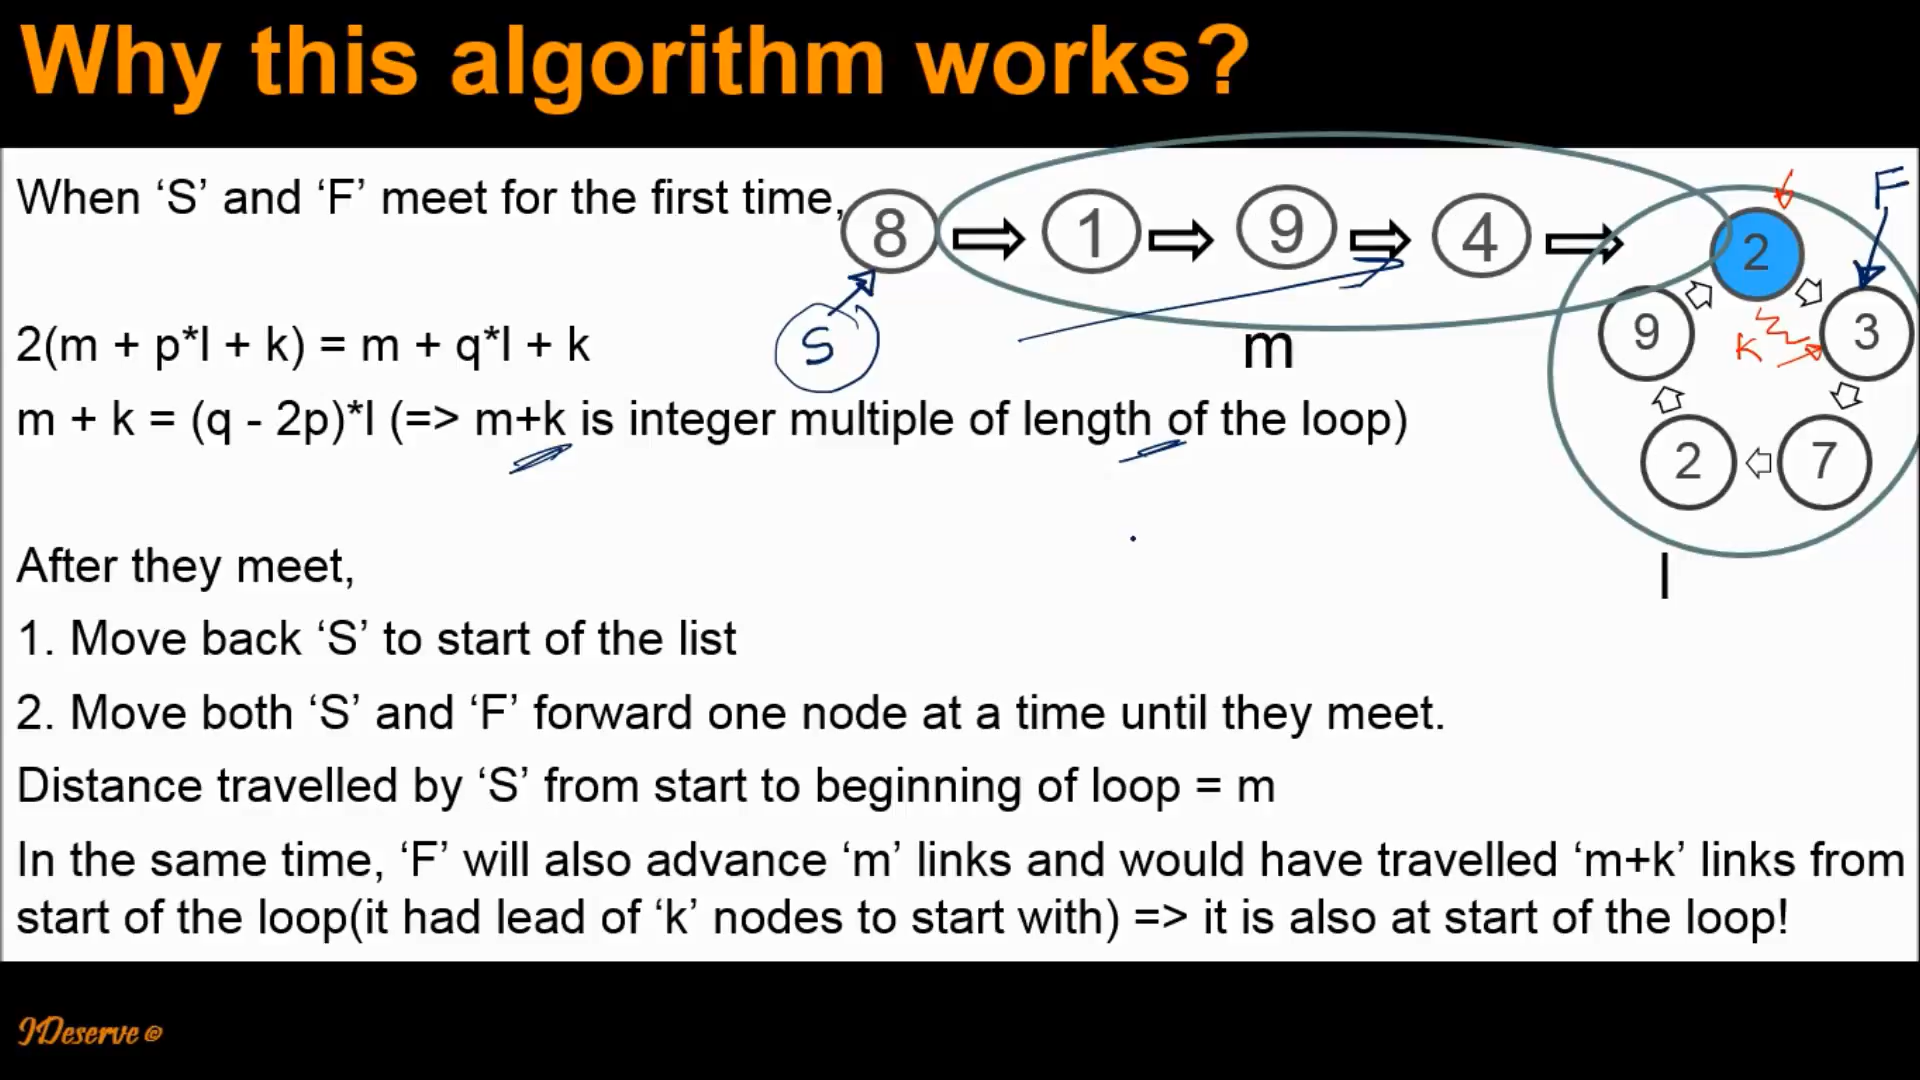 Why this algorithm works?
When ‘S’ and ‘F’ meet for the first time,
8 1 9 4 2
F
S
9 K 3
m
2(m + p*l + k) = m + q*l + k
m + k = (q - 2p)*l (=> m+k is integer multiple of length of the loop)
2 7
l
After they meet,
1. Move back ‘S’ to start of the list
2. Move both ‘S’ and ‘F’ forward one node at a time until they meet.
Distance travelled by ‘S’ from start to beginning of loop = m
In the same time, ‘F’ will also advance ‘m’ links and would have travelled ‘m+k’ links from
start of the loop(it had lead of ‘k’ nodes to start with) => it is also at start of the loop!
IDeserve ©